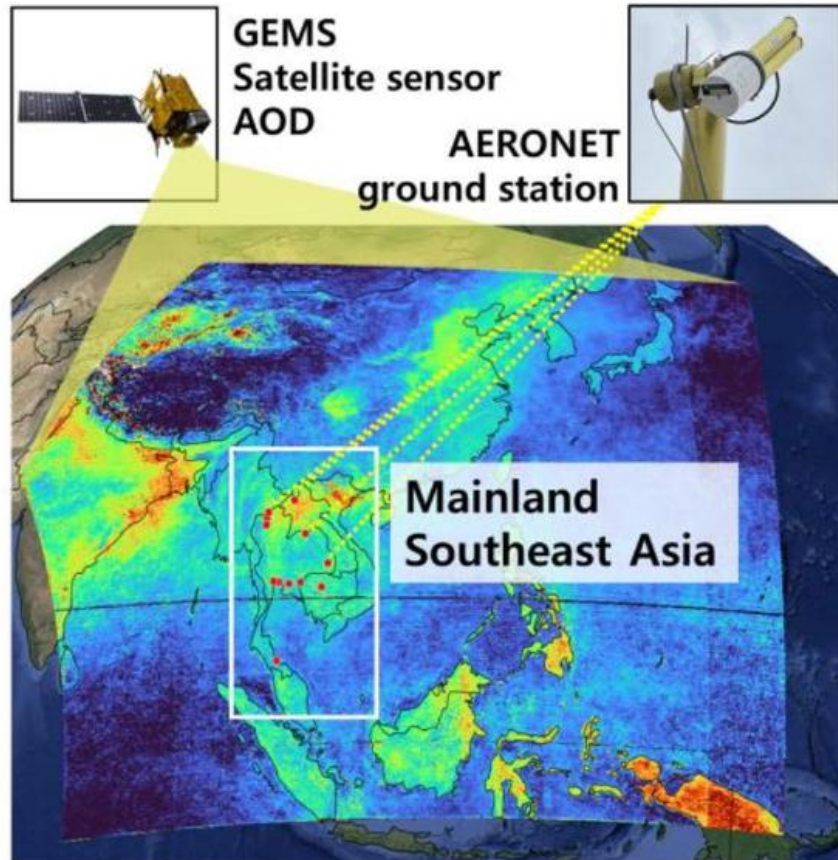 GEMS
Satellite sensor
AOD
AERONET
ground station
Mainland
Southeast Asia